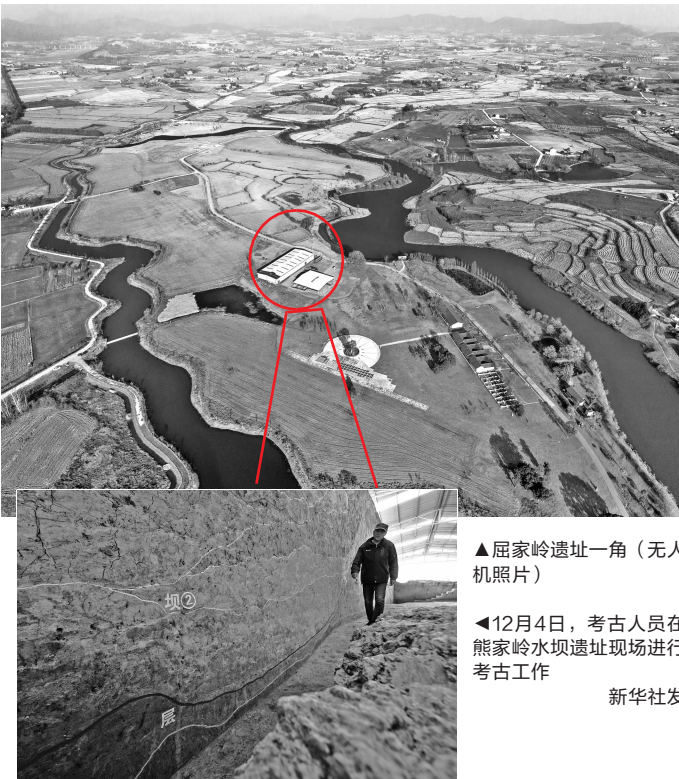 坝②
层
▲屈家岭遗址一角（无人
机照片）
◀12月4日，考古人员在
熊家岭水坝遗址现场进行
考古工作
新华社发